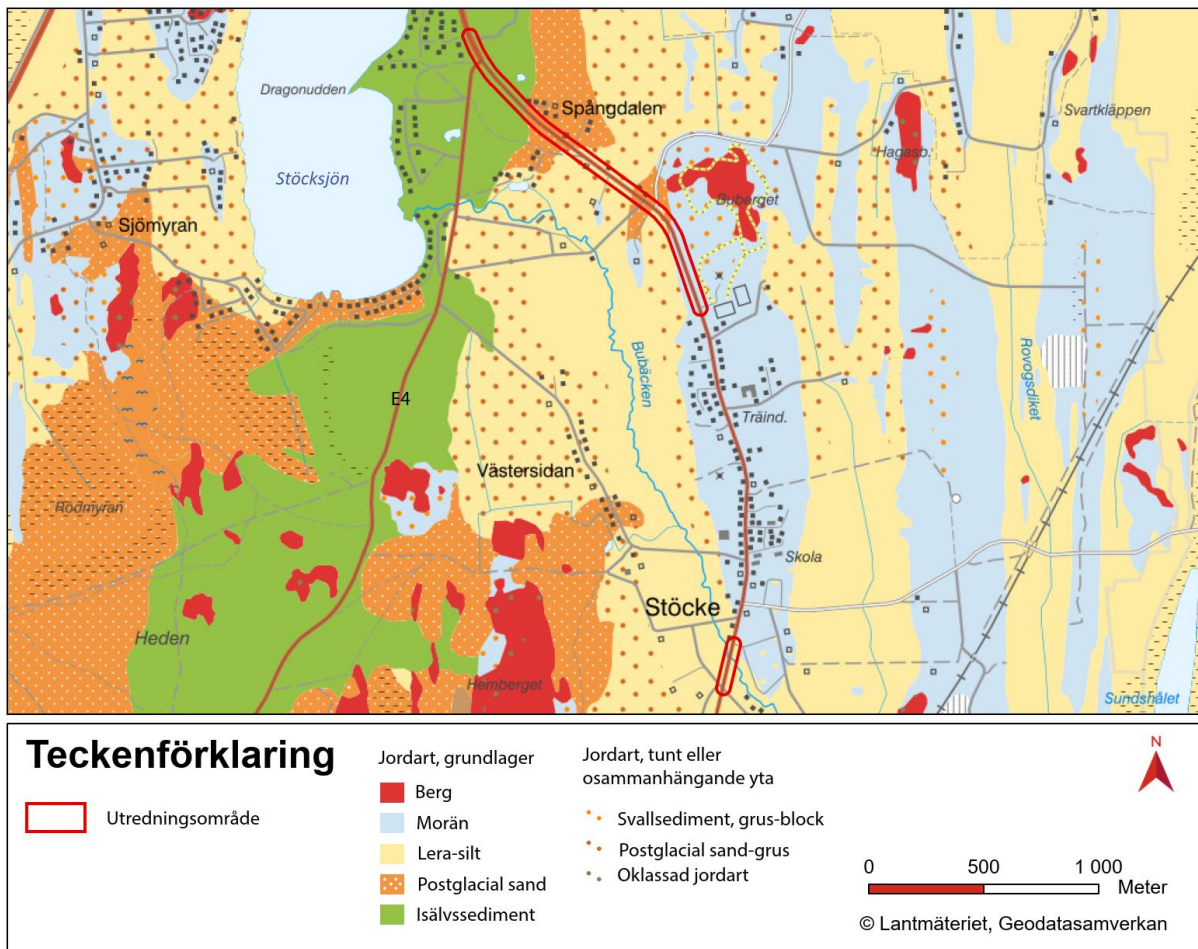 Dragonudden
Spångdalen
Svartkläppen
Stöcksjön
Hagasb.
Buberget
Sjömyran
Bubäcken
Rovogsdiket
E4
Träind.
Västersidan
Rödmyran
Skola
Stöcke
Heden
Hemberget
Sundshålet
Teckenförklaring
Utredningsområde
Jordart, grundlager
Berg
Morän
Lera-silt
Postglacial sand
Isälvssediment
Jordart, tunt eller
osammanhängande yta
Svallsediment, grus-block
Postglacial sand-grus
Oklassad jordart
N
0 500 1 000
Meter
© Lantmäteriet, Geodatasamverkan